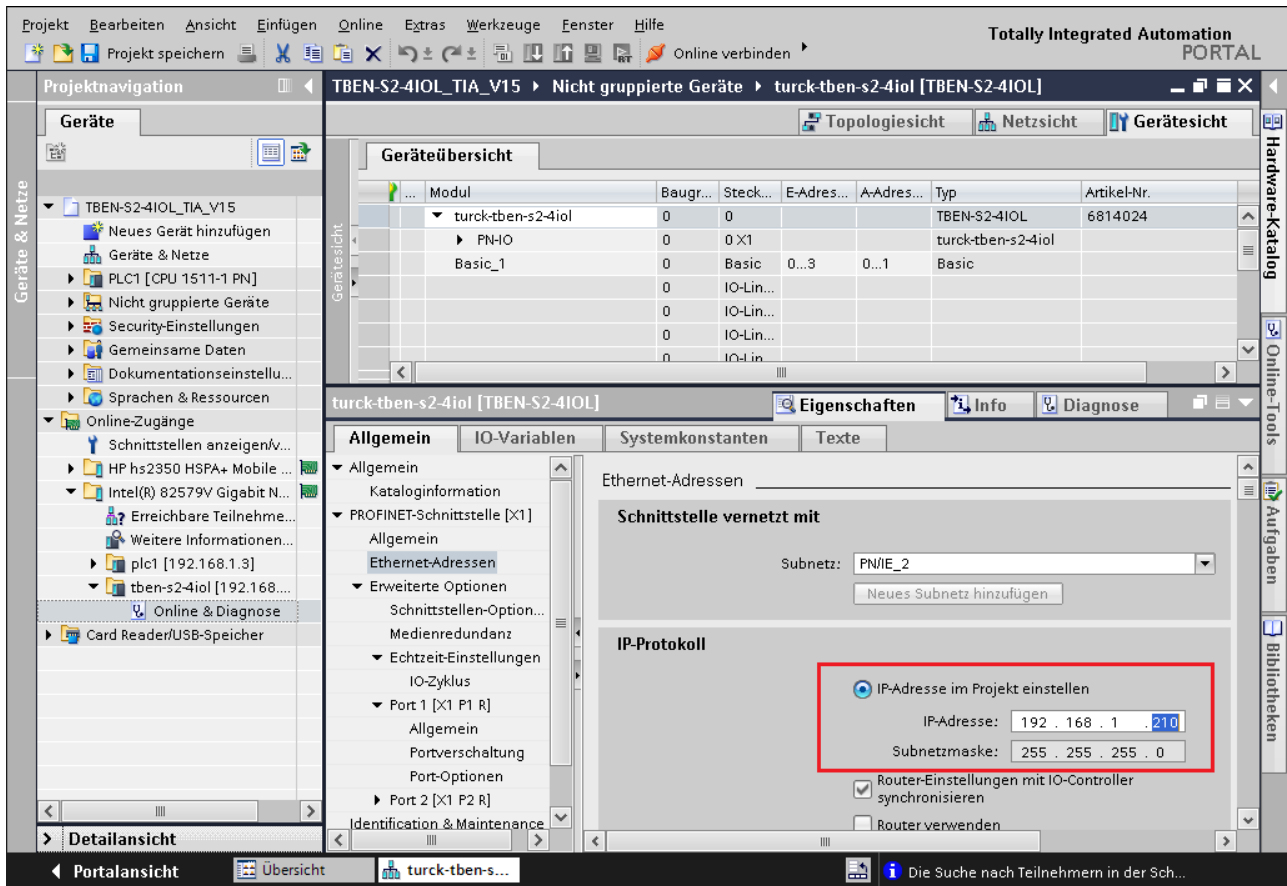 Projekt Bearbeiten Ansicht Einfügen Online Extras Werkzeuge Fenster Hilfe
Totally Integrated Automation
PORTAL
Projekt speichern
Online verbinden
Projektnavigation
TBEN-S2-4IOL_TIA_V15 ▸ Nicht gruppierte Geräte ▸ turck-tben-s2-4iol [TBEN-S2-4IOL]
Geräte
Topologiesicht Netzsicht Gerätesicht
Geräte & Netze
TBEN-S2-4IOL_TIA_V15
Neues Gerät hinzufügen
Geräte & Netze
PLC1 [CPU 1511-1 PN]
Nicht gruppierte Geräte
Security-Einstellungen
Gemeinsame Daten
Dokumentationseinstellu...
Sprachen & Ressourcen
Online-Zugänge
Schnittstellen anzeigen/v...
HP hs2350 HSPA+ Mobile ...
Intel(R) 82579V Gigabit N...
Erreichbare Teilnehme...
Weitere Informationen...
plc1 [192.168.1.3]
tben-s2-4iol [192.168....
Online & Diagnose
Card Reader/USB-Speicher
Detailansicht
Gerätesicht
Geräteübersicht
... Modul Baugr... Steck... E-Adres... A-Adres... Typ Artikel-Nr.
turck-tben-s2-4iol 0 0 TBEN-S2-4IOL 6814024
PN-IO 0 0 X1 turck-tben-s2-4iol
Basic_1 0 Basic 0...3 0...1 Basic
0 IO-Lin...
0 IO-Lin...
0 IO-Lin...
0 IO-Lin
turck-tben-s2-4iol [TBEN-S2-4IOL]
Eigenschaften Info Diagnose
Allgemein IO-Variablen Systemkonstanten Texte
Allgemein
Kataloginformation
PROFINET-Schnittstelle [X1]
Allgemein
Ethernet-Adressen
Erweiterte Optionen
Schnittstellen-Option...
Medienredundanz
Echtzeit-Einstellungen
IO-Zyklus
Port 1 [X1 P1 R]
Allgemein
Portverschaltung
Port-Optionen
Port 2 [X1 P2 R]
Identification & Maintenance
Ethernet-Adressen
Schnittstelle vernetzt mit
Subnetz: PN/IE_2
Neues Subnetz hinzufügen
IP-Protokoll
IP-Adresse im Projekt einstellen
IP-Adresse: 192 . 168 . 1 . 210
Subnetzmaske: 255 . 255 . 255 . 0
Router-Einstellungen mit IO-Controller
synchronisieren
Router verwenden
Hardware-Katalog
Online-Tools
Aufgaben
Bibliotheken
Portalansicht Übersicht turck-tben-s... Die Suche nach Teilnehmern in der Sch...